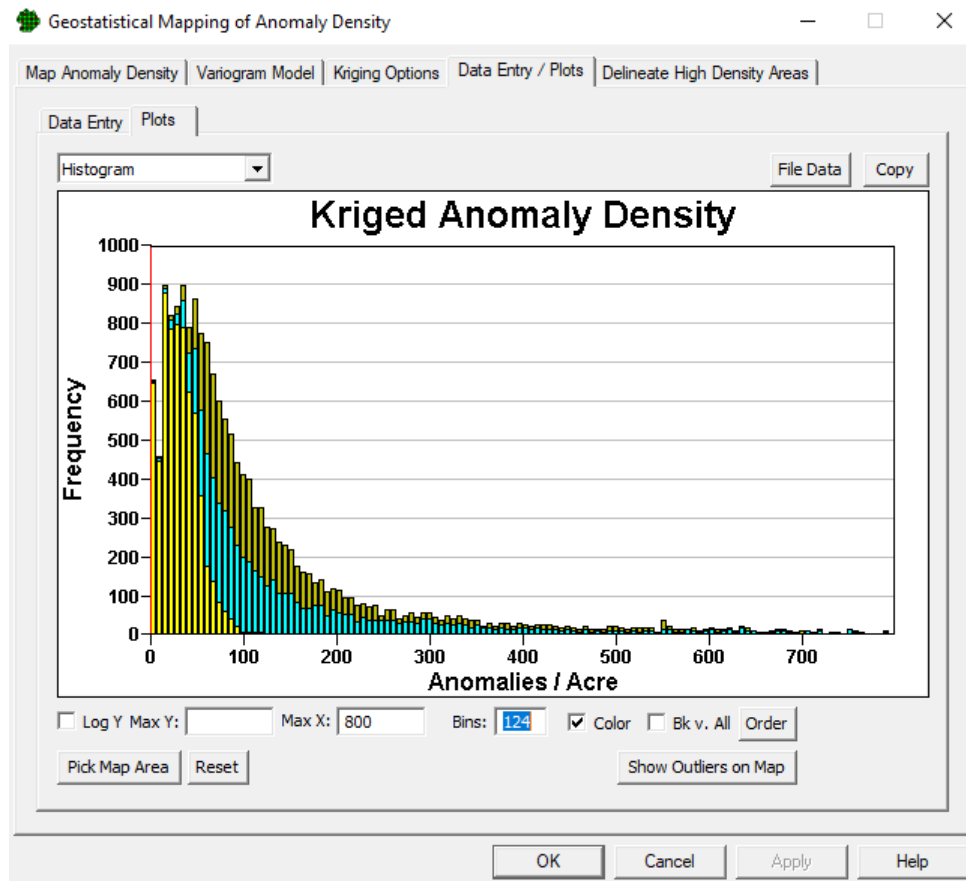 Geostatistical Mapping of Anomaly Density
Map Anomaly Density Variogram Model Kriging Options Data Entry / Plots Delineate High Density Areas
Data Entry Plots
Histogram File Data Copy
Kriged Anomaly Density
1000
900
800
700
600
500
400
300
200
100
0
Frequency
0 100 200 300 400 500 600 700
Anomalies / Acre
Log Y Max Y: Max X: 800 Bins: 124 Color Bk v. All Order
Pick Map Area Reset Show Outliers on Map
OK Cancel Apply Help